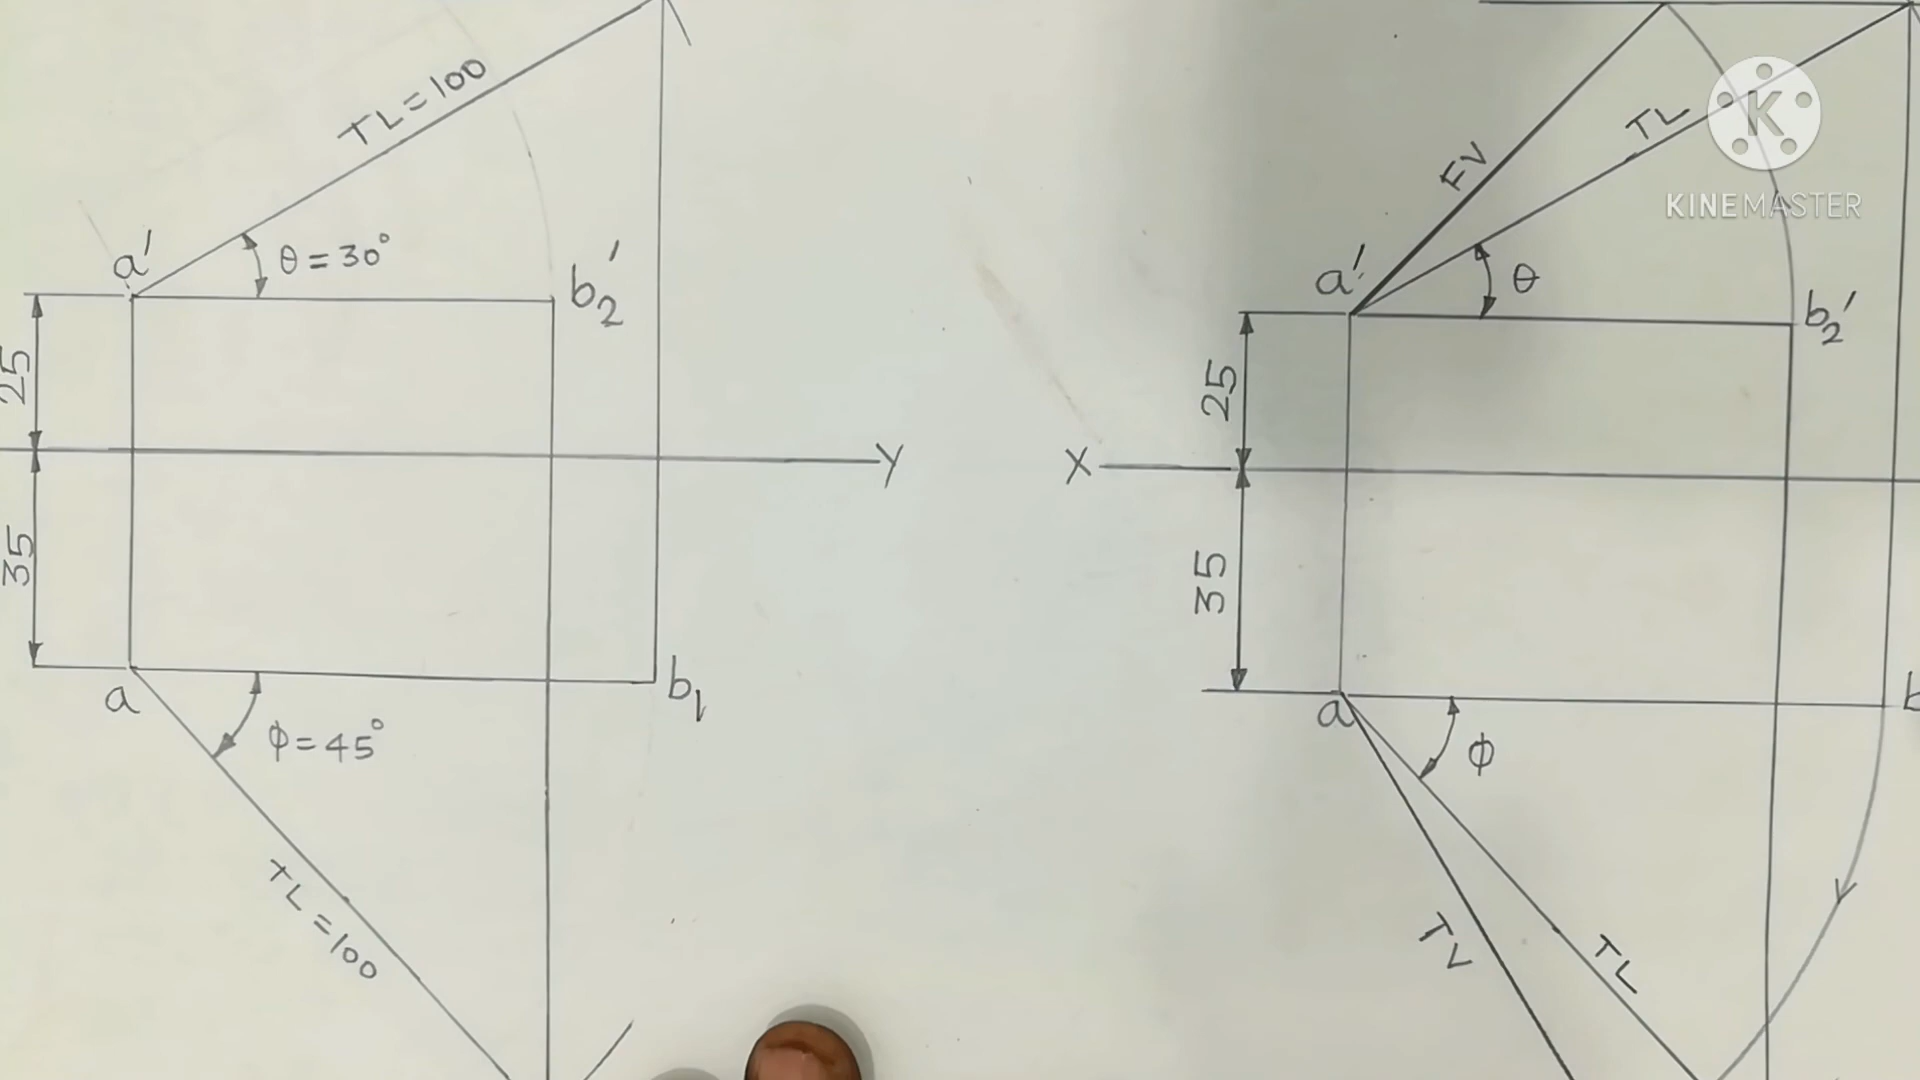 TL = 100
a'
θ = 30°
b2'
25
Y
35
a
b1
φ = 45°
TL = 100
FV
TL
K
KINEMASTER
a'
θ
b2'
25
X
35
a
φ
TV
TL